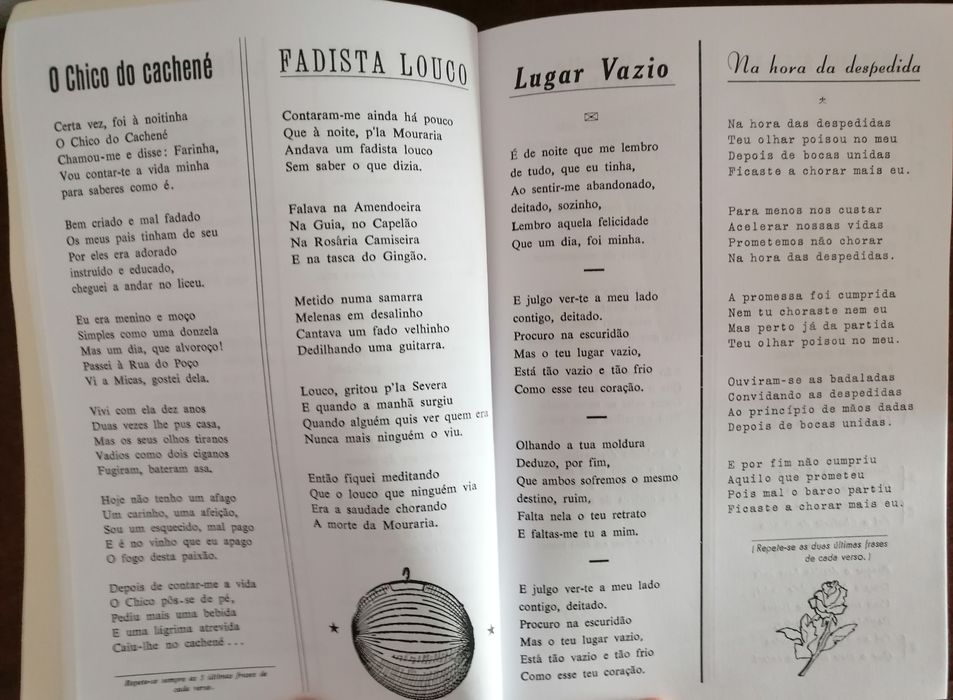 O Chico do cachené
Certa vez, foi à noitinha
O Chico do Cachené
Chamou-me e disse: Farinha,
Vou contar-te a vida minha
para saberes como é.
Bem criado e mal fadado
Os meus pais tinham de seu
Por eles era adorado
instruído e educado,
cheguei a andar no liceu.
Eu era menino e moço
Simples como uma donzela
Mas um dia, que alvoroço!
Passei à Rua do Poço
Vi a Micas, gostei dela.
Vivi com ela dez anos
Duas vezes lhe pus casa,
Mas os seus olhos tiranos
Vadios como dois ciganos
Fugiram, bateram asa.
Hoje não tenho um afago
Um carinho, uma afeição,
Sou um esquecido, mal pago
E é no vinho que eu apago
O fogo desta paixão.
Depois de contar-me a vida
O Chico pôs-se de pé,
Pediu mais uma bebida
E uma lágrima atrevida
Caiu-lhe no cachené...
Repete-se sempre as 3 últimas frases de
cada verso.
FADISTA LOUCO
Contaram-me ainda há pouco
Que à noite, p'la Mouraria
Andava um fadista louco
Sem saber o que dizia.
Falava na Amendoeira
Na Guia, no Capelão
Na Rosária Camiseira
E na tasca do Gingão.
Metido numa samarra
Melenas em desalinho
Cantava um fado velhinho
Dedilhando uma guitarra.
Louco, gritou p'la Severa
E quando a manhã surgiu
Quando alguém quis ver quem era
Nunca mais ninguém o viu.
Então fiquei meditando
Que o louco que ninguém via
Era a saudade chorando
A morte da Mouraria.
Lugar Vazio
É de noite que me lembro
de tudo, que eu tinha,
Ao sentir-me abandonado,
deitado, sozinho,
Lembro aquela felicidade
Que um dia, foi minha.
E julgo ver-te a meu lado
contigo, deitado.
Procuro na escuridão
Mas o teu lugar vazio,
Está tão vazio e tão frio
Como esse teu coração.
Olhando a tua moldura
Deduzo, por fim,
Que ambos sofremos o mesmo
destino, ruim,
Falta nela o teu retrato
E faltas-me tu a mim.
E julgo ver-te a meu lado
contigo, deitado.
Procuro na escuridão
Mas o teu lugar vazio,
Está tão vazio e tão frio
Como esse teu coração.
Na hora da despedida
Na hora das despedidas
Teu olhar poisou no meu
Depois de bocas unidas
Ficaste a chorar mais eu.
Para menos nos custar
Acelerar nossas vidas
Prometemos não chorar
Na hora das despedidas.
A promessa foi cumprida
Nem tu choraste nem eu
Mas perto já da partida
Teu olhar poisou no meu.
Ouviram-se as badaladas
Convidando as despedidas
Ao princípio de mãos dadas
Depois de bocas unidas.
E por fim não cumpriu
Aquilo que prometeu
Pois mal o barco partiu
Ficaste a chorar mais eu.
(Repete-se as duas últimas frases
de cada verso.)